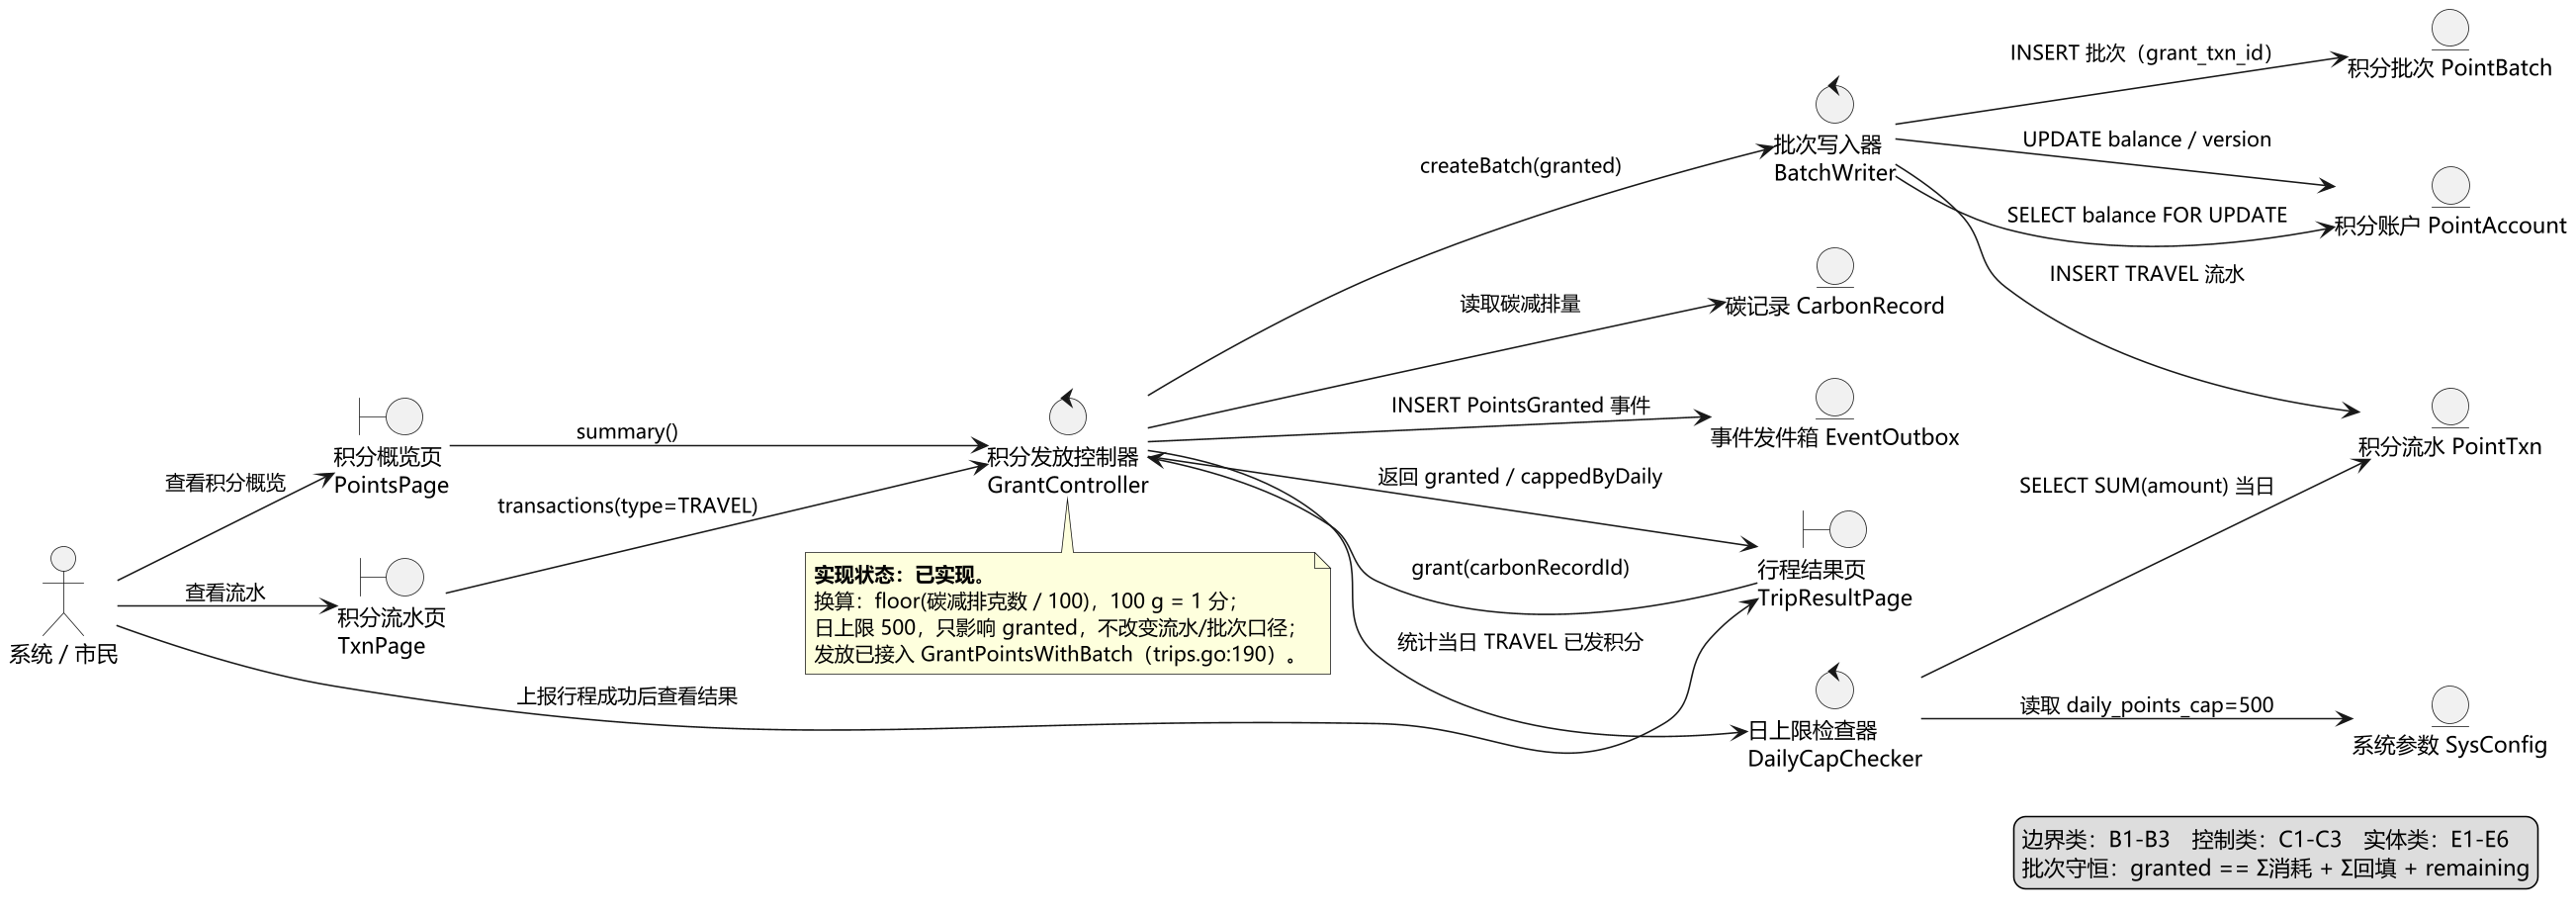 INSERT 批次（grant_txn_id）
积分批次 PointBatch
批次写入器
BatchWriter
UPDATE balance / version
createBatch(granted)
SELECT balance FOR UPDATE
积分账户 PointAccount
INSERT TRAVEL 流水
读取碳减排量
碳记录 CarbonRecord
INSERT PointsGranted 事件
事件发件箱 EventOutbox
summary()
积分概览页
PointsPage
积分发放控制器
GrantController
积分流水 PointTxn
查看积分概览
transactions(type=TRAVEL)
返回 granted / cappedByDaily
SELECT SUM(amount) 当日
grant(carbonRecordId)
行程结果页
TripResultPage
查看流水
积分流水页
TxnPage
系统 / 市民
实现状态：已实现。
换算：floor(碳减排克数 / 100)，100 g = 1 分；
日上限 500，只影响 granted，不改变流水/批次口径；
发放已接入 GrantPointsWithBatch（trips.go:190）。
统计当日 TRAVEL 已发积分
上报行程成功后查看结果
日上限检查器
DailyCapChecker
读取 daily_points_cap=500
系统参数 SysConfig
边界类：B1-B3　控制类：C1-C3　实体类：E1-E6
批次守恒：granted == Σ消耗 + Σ回填 + remaining